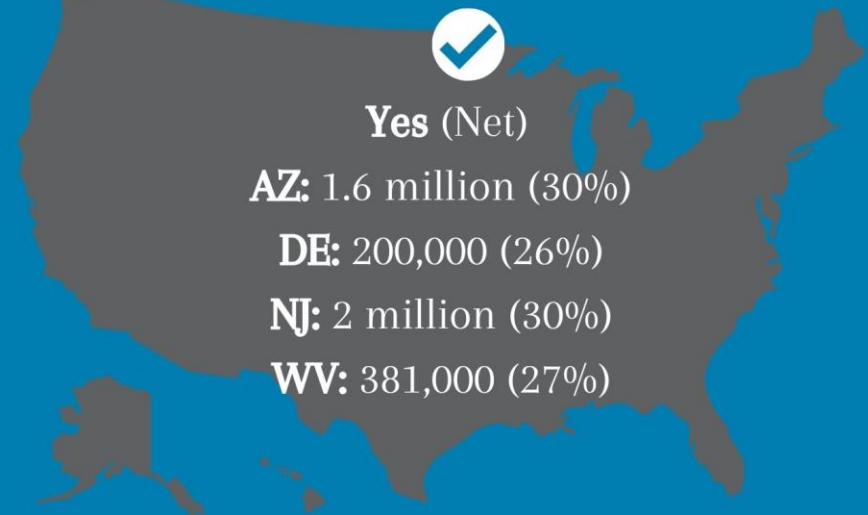 Yes (Net)
AZ: 1.6 million (30%)
DE: 200,000 (26%)
NJ: 2 million (30%)
WV: 381,000 (27%)